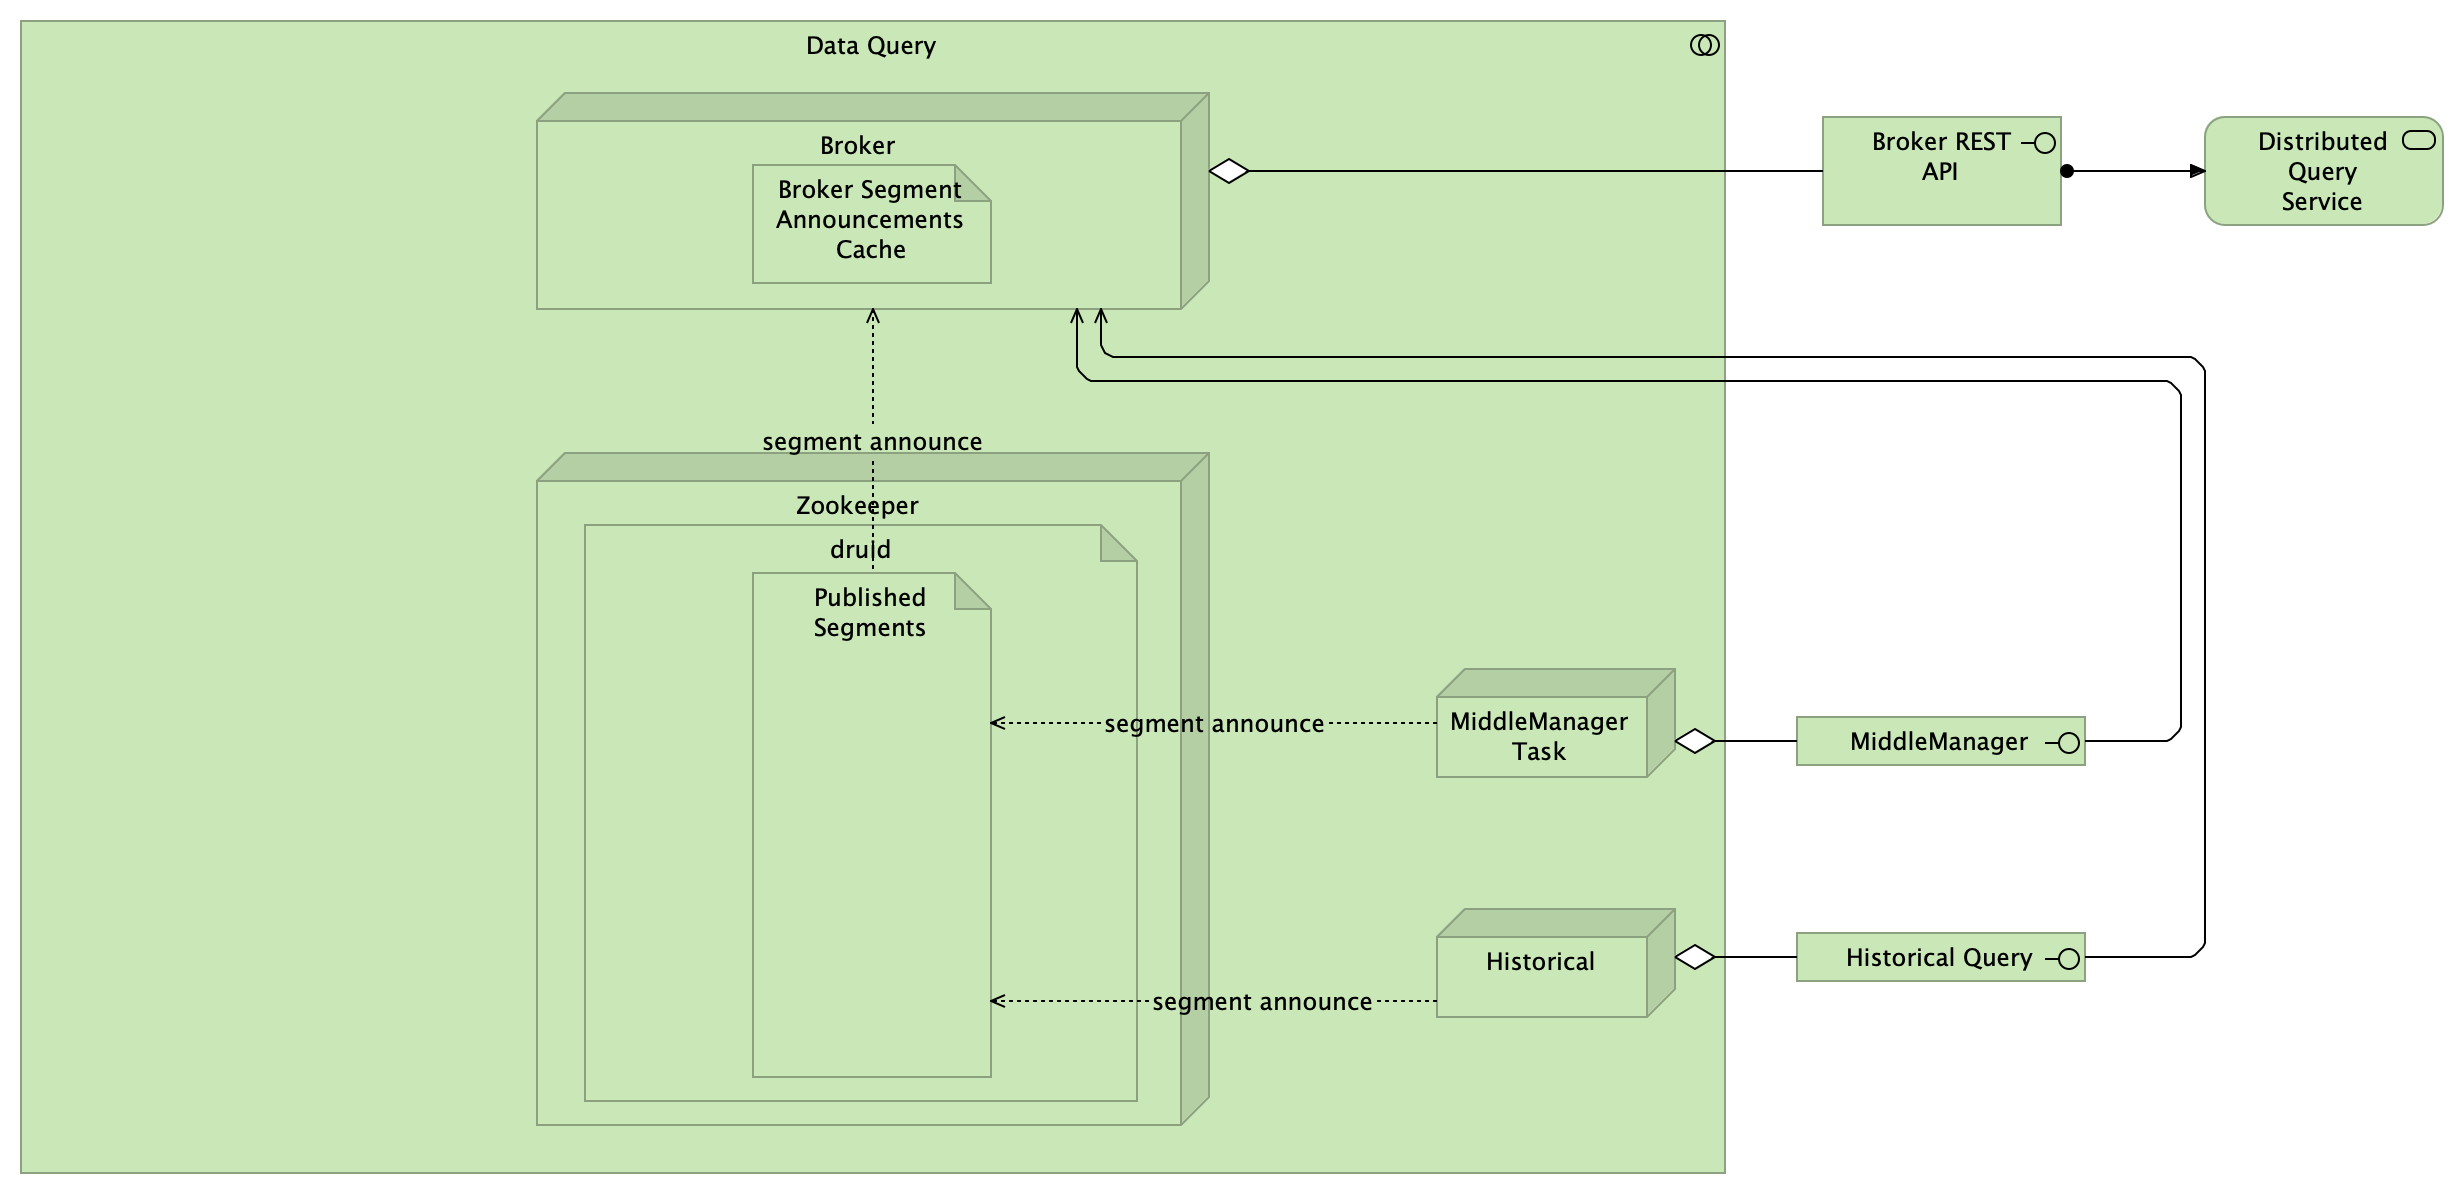 Data Query
Broker
Broker Segment
Announcements
Cache
Broker REST
API
Distributed
Query
Service
segment announce
Zookeeper
druid
Published
Segments
segment announce
MiddleManager
Task
MiddleManager
segment announce
Historical
Historical Query